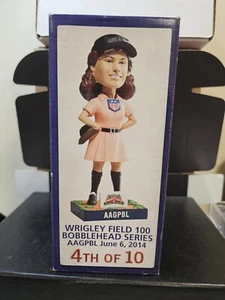 AAGPBL
WRIGLEY FIELD 100
BOBBLEHEAD SERIES
AAGPBL June 6, 2014
4TH OF 10